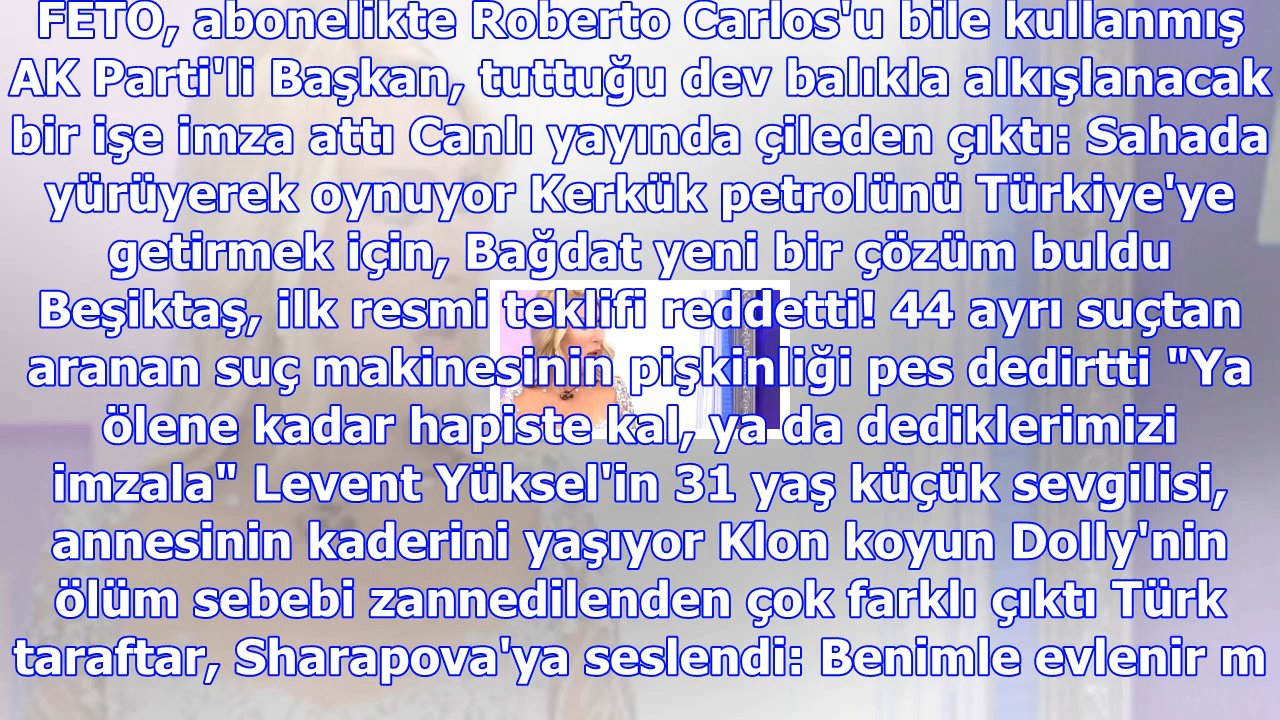 FETÖ, abonelikte Roberto Carlos'u bile kullanmış
AK Parti'li Başkan, tuttuğu dev balıkla alkışlanacak
bir işe imza attı Canlı yayında çileden çıktı: Sahada
yürüyerek oynuyor Kerkük petrolünü Türkiye'ye
getirmek için, Bağdat yeni bir çözüm buldu
Beşiktaş, ilk resmi teklifi reddetti! 44 ayrı suçtan
aranan suç makinesinin pişkinliği pes dedirtti "Ya
ölene kadar hapiste kal, ya da dediklerimizi
imzala" Levent Yüksel'in 31 yaş küçük sevgilisi,
annesinin kaderini yaşıyor Klon koyun Dolly'nin
ölüm sebebi zannedilenden çok farklı çıktı Türk
taraftar, Sharapova'ya seslendi: Benimle evlenir m